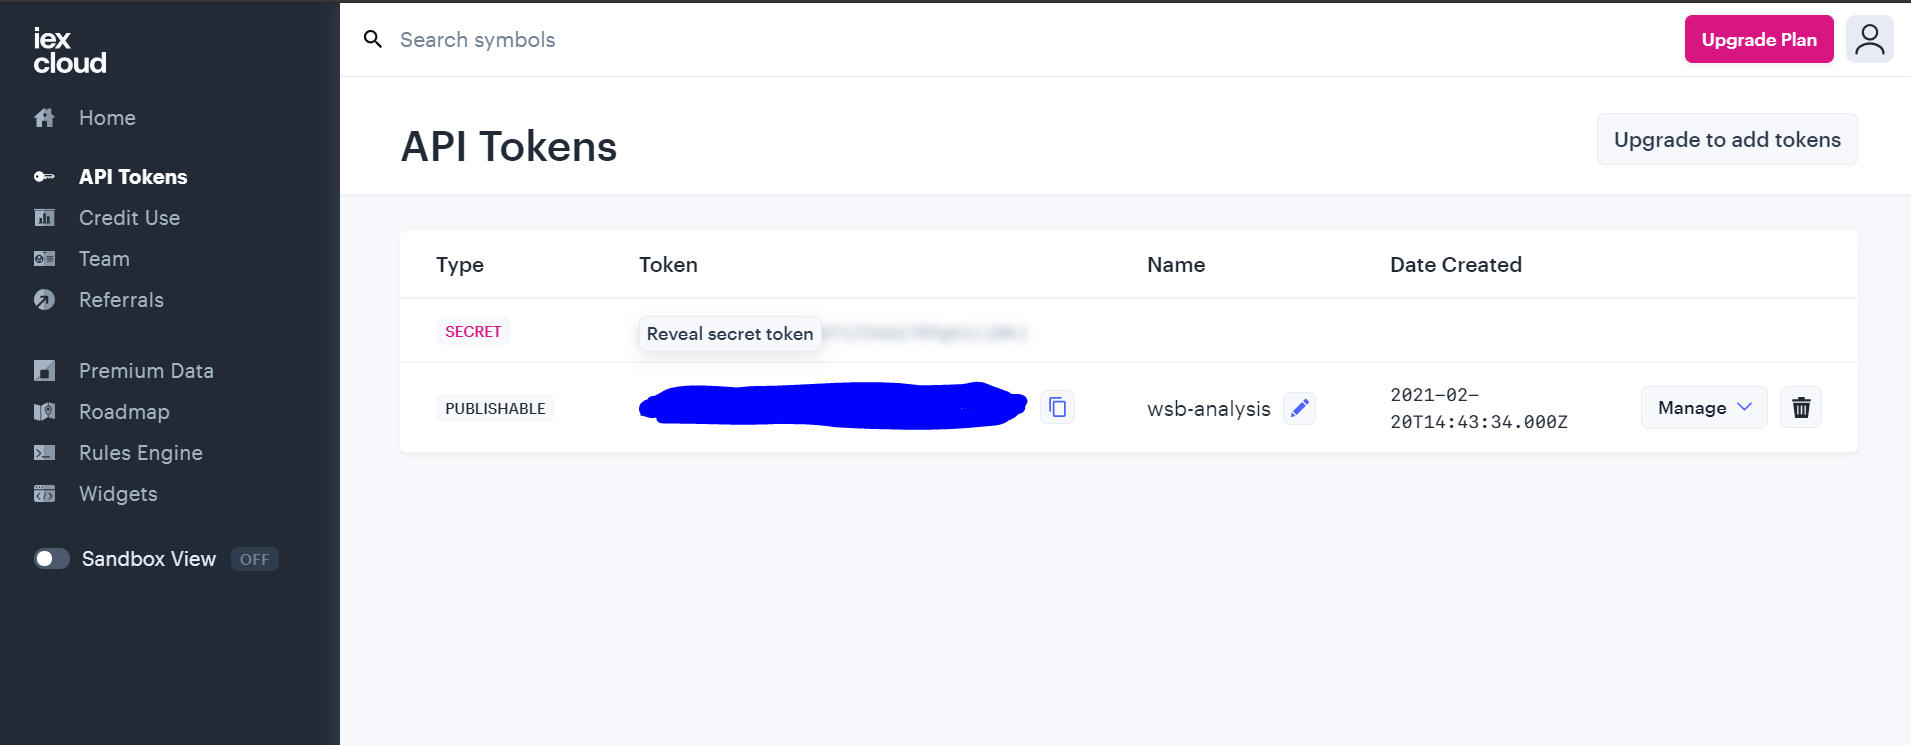 iex
cloud
Search symbols
Upgrade Plan
Home
API Tokens
Credit Use
Team
Referrals
Premium Data
Roadmap
Rules Engine
Widgets
Sandbox View OFF
API Tokens
Upgrade to add tokens
Type Token Name Date Created
SECRET Reveal secret token
PUBLISHABLE wsb-analysis 2021-02-
20T14:43:34.000Z Manage